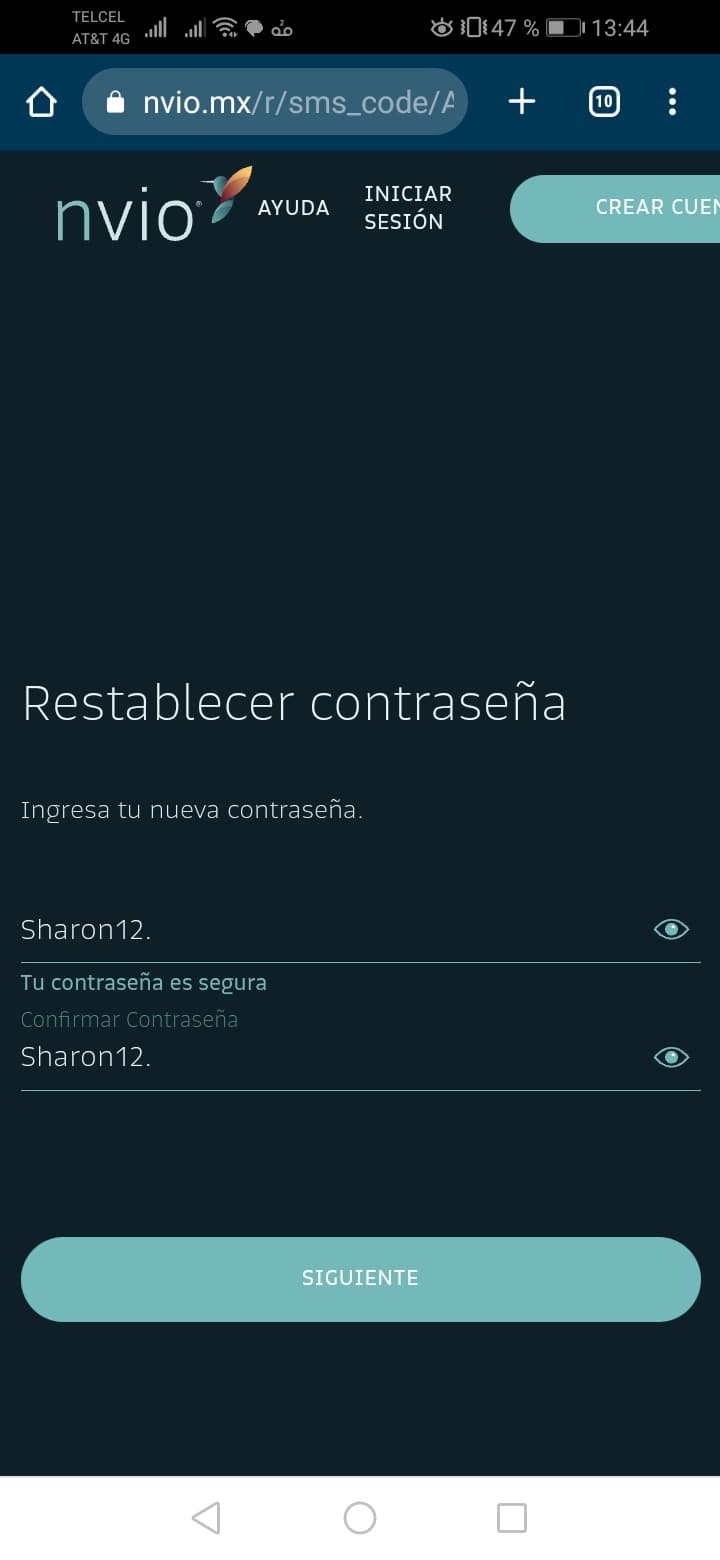 TELCEL
AT&T 4G
47 % 13:44
nvio.mx/r/sms_code/A
10
nvio®
AYUDA
INICIAR
SESIÓN
CREAR CUEN
Restablecer contraseña
Ingresa tu nueva contraseña.
Sharon12.
Tu contraseña es segura
Confirmar Contraseña
Sharon12.
SIGUIENTE